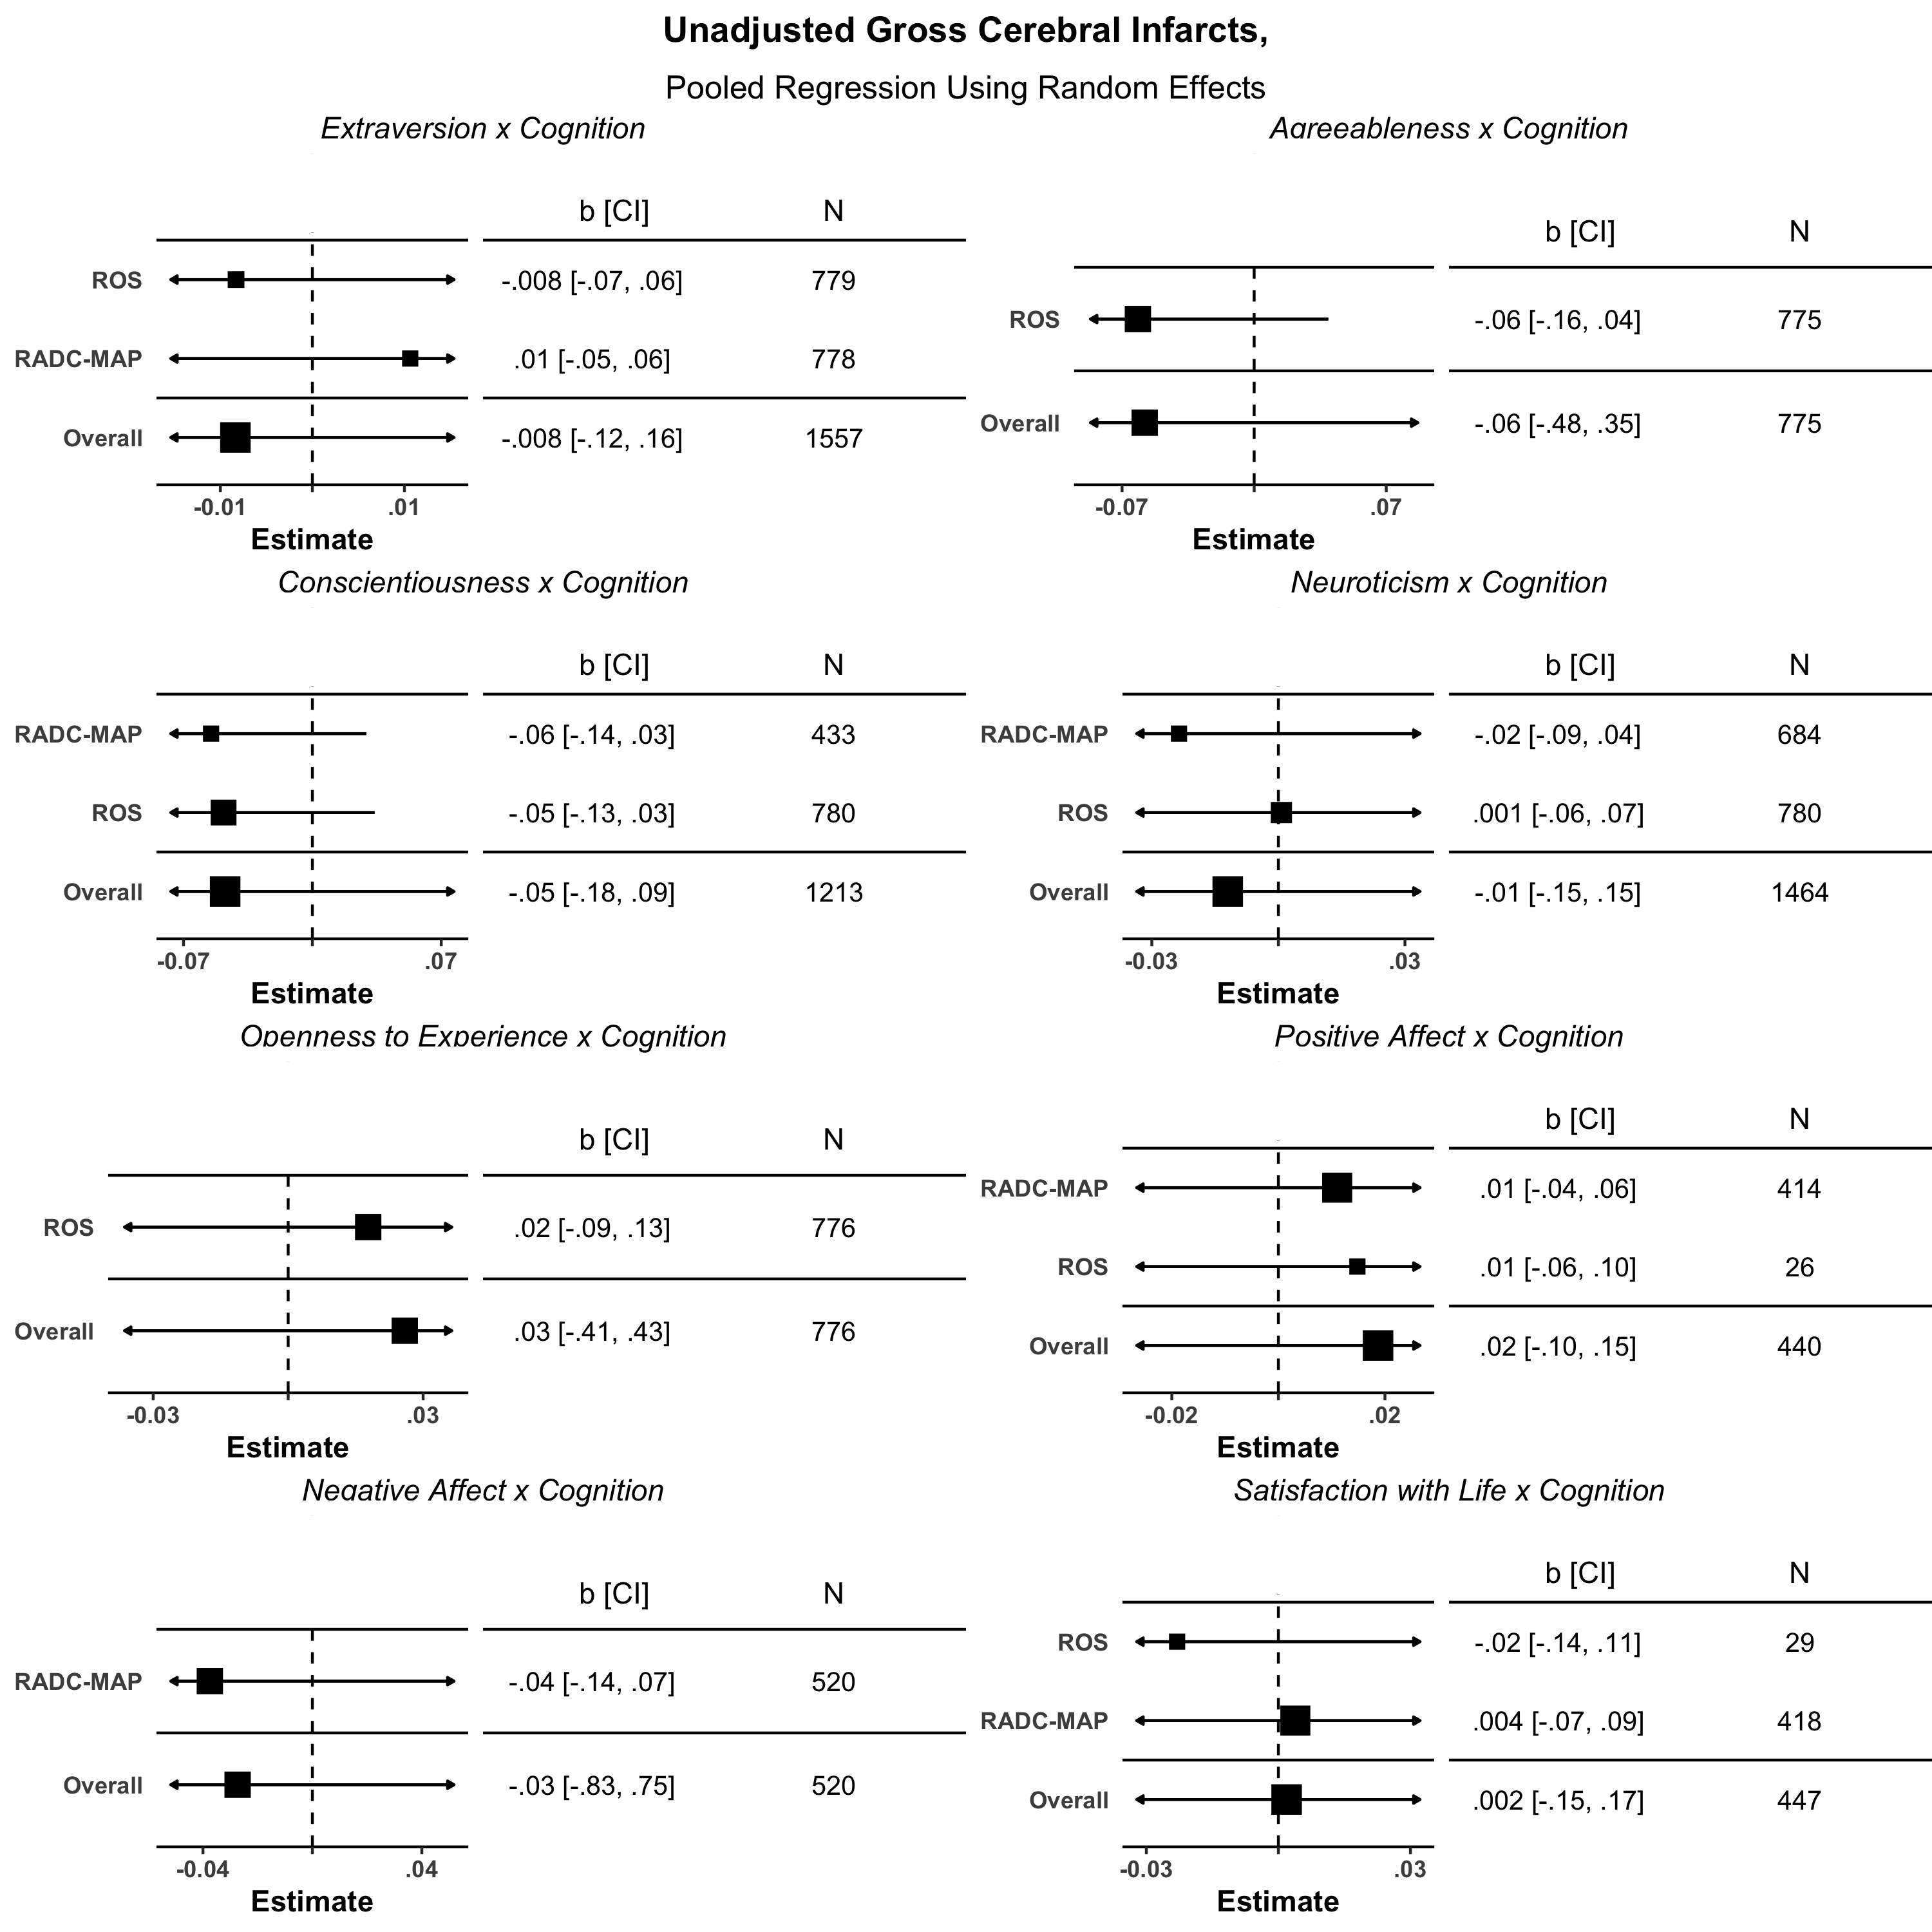 Unadjusted Gross Cerebral Infarcts,
Pooled Regression Using Random Effects
Extraversion x Cognition
b [CI] N
ROS -.008 [-.07, .06] 779
RADC-MAP .01 [-.05, .06] 778
Overall -.008 [-.12, .16] 1557
-0.01 .01
Estimate
Agreeableness x Cognition
b [CI] N
ROS -.06 [-.16, .04] 775
Overall -.06 [-.48, .35] 775
-0.07 .07
Estimate
Conscientiousness x Cognition
b [CI] N
RADC-MAP -.06 [-.14, .03] 433
ROS -.05 [-.13, .03] 780
Overall -.05 [-.18, .09] 1213
-0.07 .07
Estimate
Neuroticism x Cognition
b [CI] N
RADC-MAP -.02 [-.09, .04] 684
ROS .001 [-.06, .07] 780
Overall -.01 [-.15, .15] 1464
-0.03 .03
Estimate
Openness to Experience x Cognition
b [CI] N
ROS .02 [-.09, .13] 776
Overall .03 [-.41, .43] 776
-0.03 .03
Estimate
Positive Affect x Cognition
b [CI] N
RADC-MAP .01 [-.04, .06] 414
ROS .01 [-.06, .10] 26
Overall .02 [-.10, .15] 440
-0.02 .02
Estimate
Negative Affect x Cognition
b [CI] N
RADC-MAP -.04 [-.14, .07] 520
Overall -.03 [-.83, .75] 520
-0.04 .04
Estimate
Satisfaction with Life x Cognition
b [CI] N
ROS -.02 [-.14, .11] 29
RADC-MAP .004 [-.07, .09] 418
Overall .002 [-.15, .17] 447
-0.03 .03
Estimate